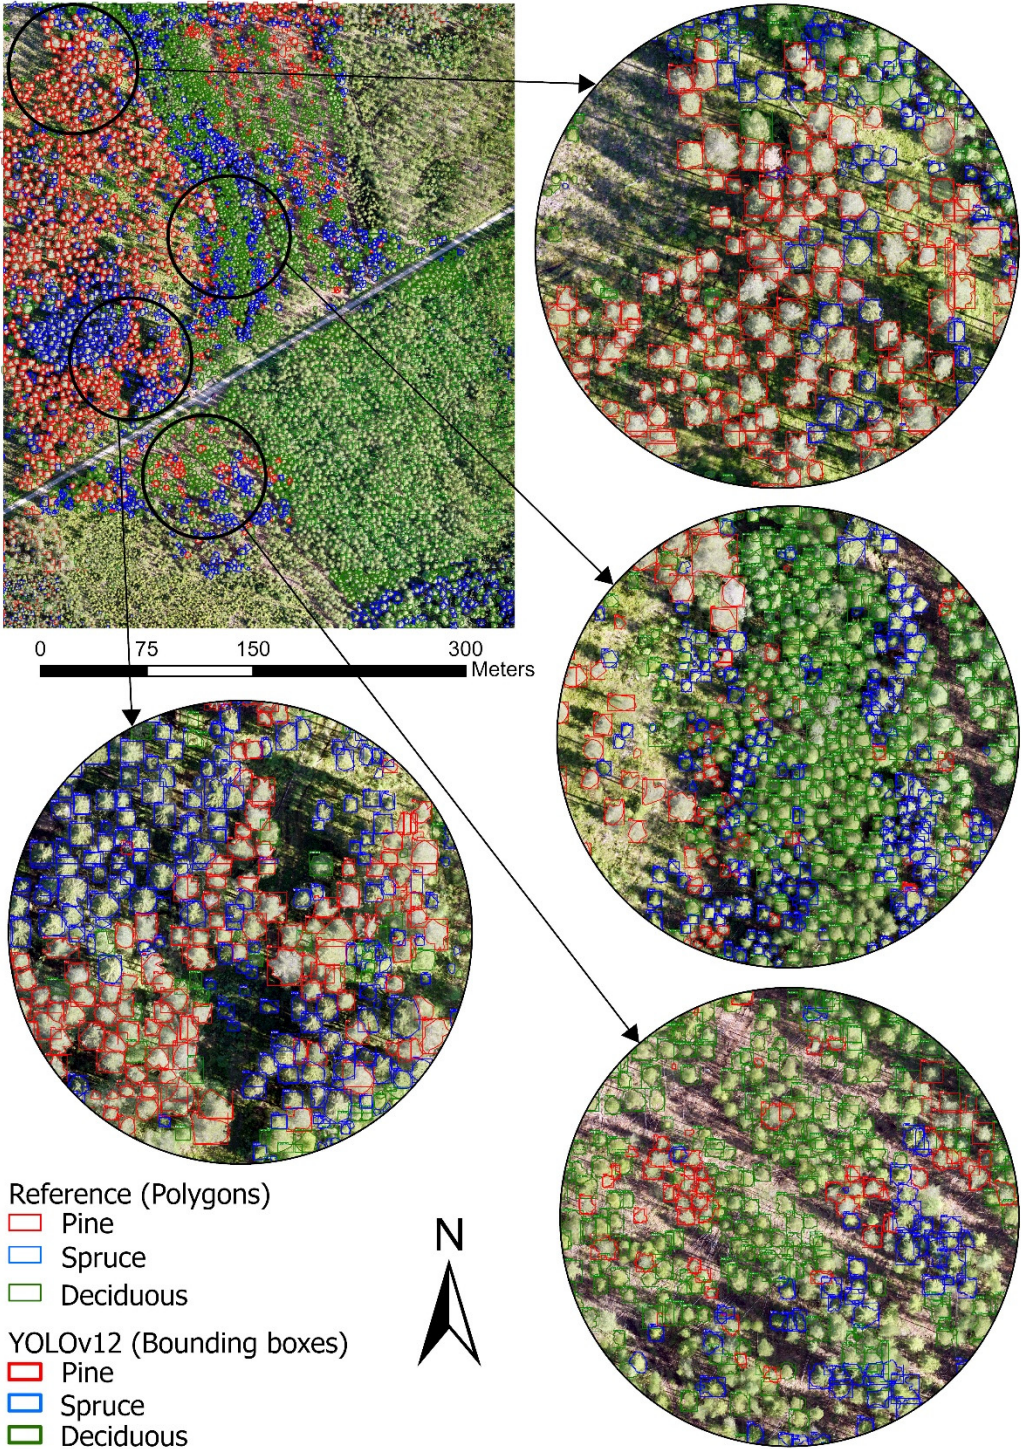 0 75 150 300
Meters
Reference (Polygons)
Pine
Spruce
Deciduous
YOLOv12 (Bounding boxes)
Pine
Spruce
Deciduous
N